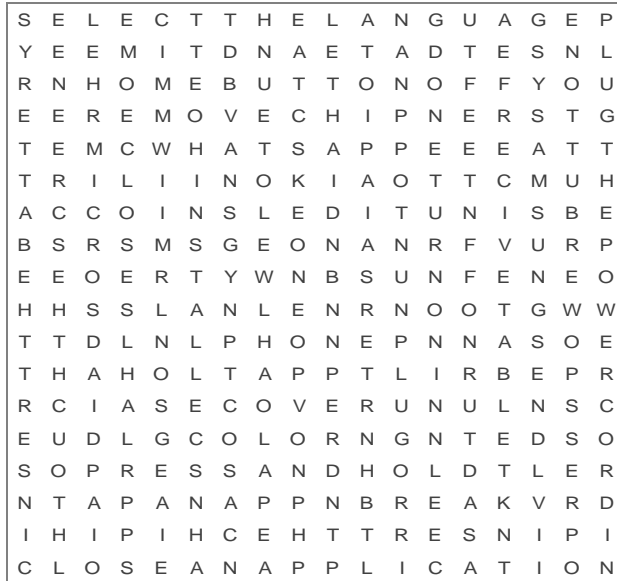 S E L E C T T H E L A N G U A G E P
Y E E M I T D N A E T A D T E S N L
R N H O M E B U T T O N O F F Y O U
E E R E M O V E C H I P N E R S T G
T E M C W H A T S A P P E E E A T T
T R I L I I N O K I A O T T C M U H
A C C O I N S L E D I T U N I S B E
B S R S M S G E O N A N R F V U R P
E E O E R T Y W N B S U N F E N E O
H H S S L A N L E N R N O O T G W W
T T D L N L P H O N E P N N A S O E
T H A H O L T A P P T L I R B E P R
R C I A S E C O V E R U N U L N S C
E U D L G C O L O R N G N T E D S O
S O P R E S S A N D H O L D T L E R
N T A P A N A P P N B R E A K V R D
I H I P I H C E H T T R E S N I P I
C L O S E A N A P P L I C A T I O N